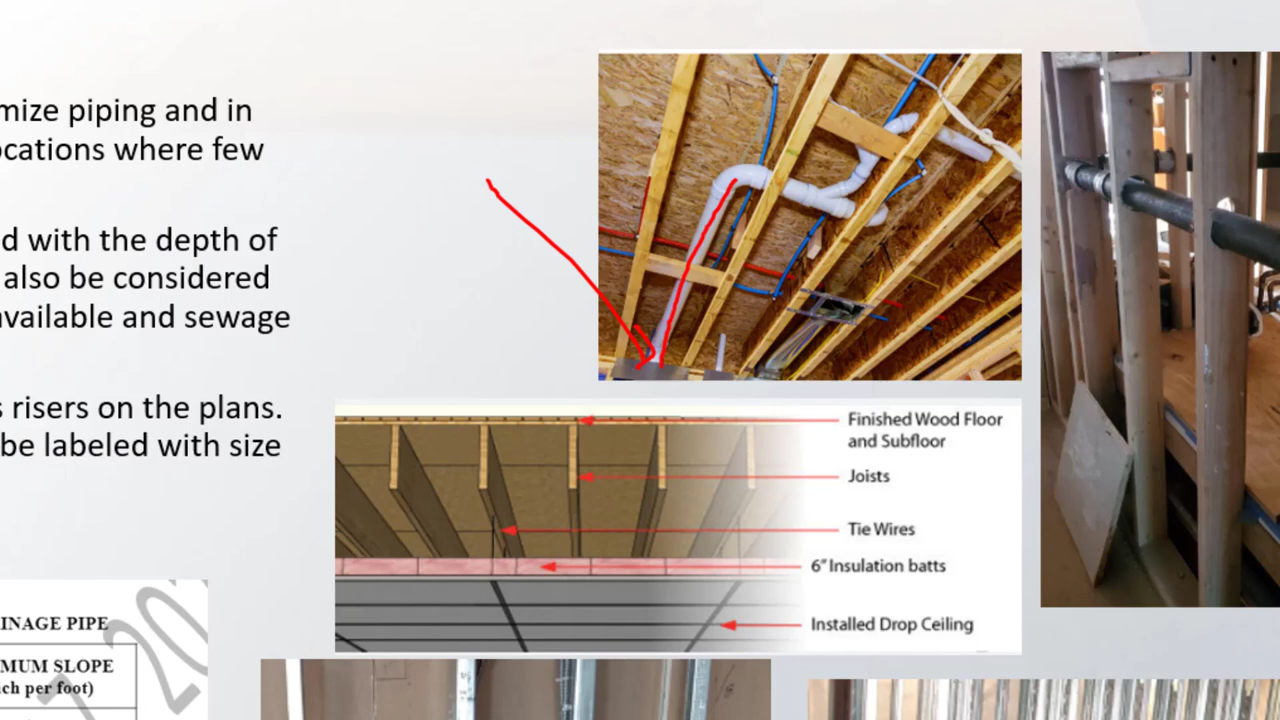 mize piping and in
ocations where few
d with the depth of
also be considered
available and sewage
s risers on the plans.
be labeled with size
Finished Wood Floor
and Subfloor
Joists
Tie Wires
6" Insulation batts
Installed Drop Ceiling
INAGE PIPE
MUM SLOPE
ch per foot)
20